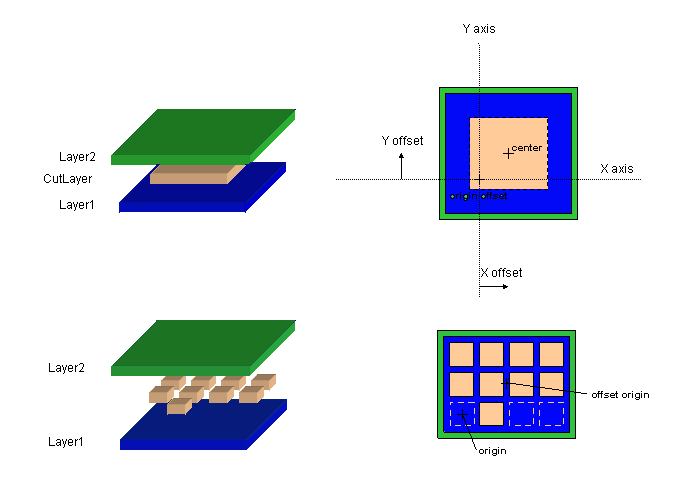 Y axis
Layer2
Y offset
center
CutLayer
X axis
Layer1
origin offset
X offset
Layer2
offset origin
Layer1
origin